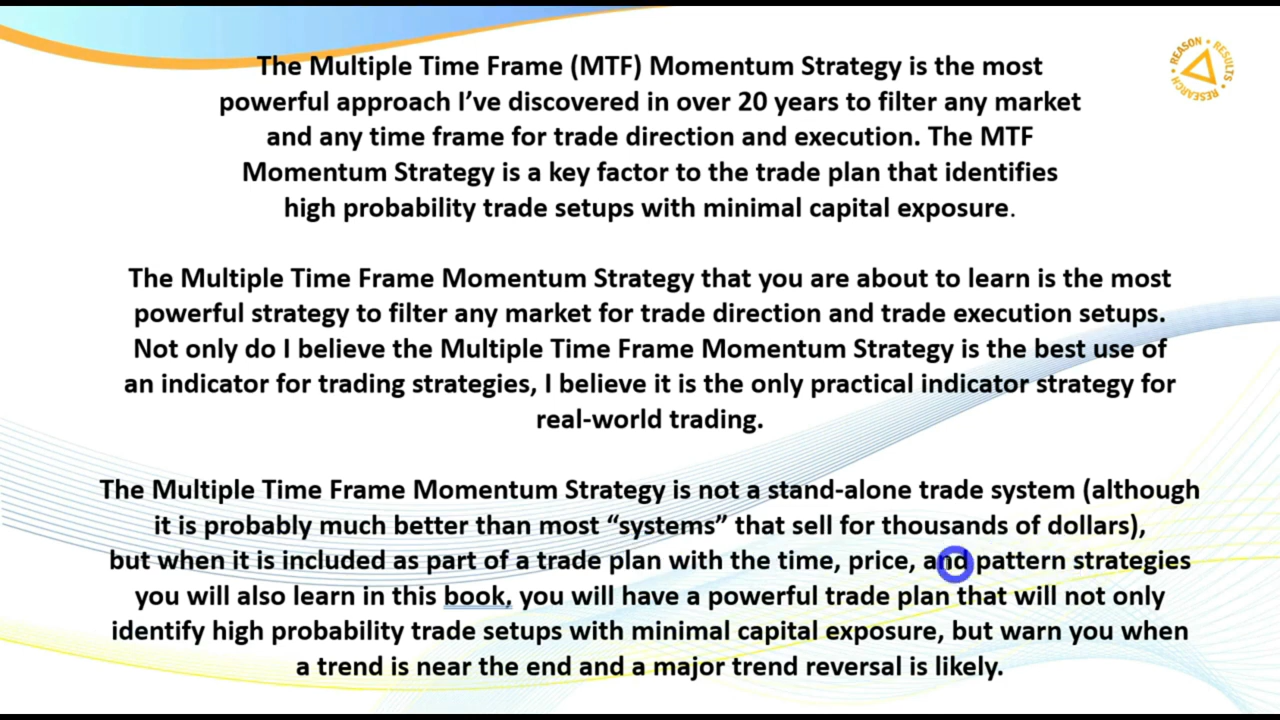 The Multiple Time Frame (MTF) Momentum Strategy is the most
powerful approach I’ve discovered in over 20 years to filter any market
and any time frame for trade direction and execution. The MTF
Momentum Strategy is a key factor to the trade plan that identifies
high probability trade setups with minimal capital exposure.
The Multiple Time Frame Momentum Strategy that you are about to learn is the most
powerful strategy to filter any market for trade direction and trade execution setups.
Not only do I believe the Multiple Time Frame Momentum Strategy is the best use of
an indicator for trading strategies, I believe it is the only practical indicator strategy for
real-world trading.
The Multiple Time Frame Momentum Strategy is not a stand-alone trade system (although
it is probably much better than most “systems” that sell for thousands of dollars),
but when it is included as part of a trade plan with the time, price, and pattern strategies
you will also learn in this book, you will have a powerful trade plan that will not only
identify high probability trade setups with minimal capital exposure, but warn you when
a trend is near the end and a major trend reversal is likely.
REASON • RESULTS • RESEARCH •